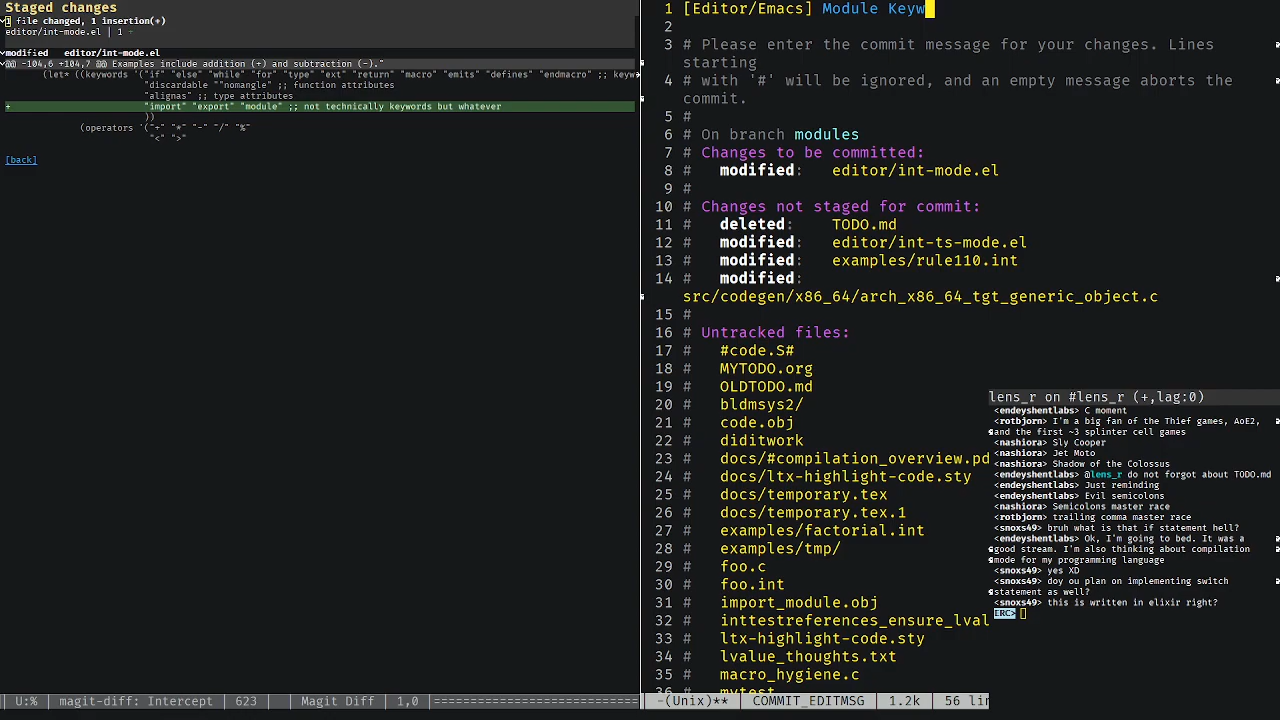 Staged changes
1 file changed, 1 insertion(+)
editor/int-mode.el | 1 +
modified   editor/int-mode.el
@@ -104,6 +104,7 @@ Examples include addition (+) and subtraction (-)."
(let* ((keywords '("if" "else" "while" "for" "type" "ext" "return" "macro" "emits" "defines" "endmacro" ;; keyw
"discardable" "nomangle" ;; function attributes
"alignas" ;; type attributes
+ "import" "export" "module" ;; not technically keywords but whatever
))
(operators '("+" "*" "-" "/" "%"
"<" ">"
[back]
U:%  magit-diff: Intercept  623  Magit Diff  1,0
1 [Editor/Emacs] Module Keyw
2
3 # Please enter the commit message for your changes. Lines
starting
4 # with '#' will be ignored, and an empty message aborts the
commit.
5 #
6 # On branch modules
7 # Changes to be committed:
8 #   modified:   editor/int-mode.el
9 #
10 # Changes not staged for commit:
11 #   deleted:    TODO.md
12 #   modified:   editor/int-ts-mode.el
13 #   modified:   examples/rule110.int
14 #   modified:
src/codegen/x86_64/arch_x86_64_tgt_generic_object.c
15 #
16 # Untracked files:
17 #   #code.S#
18 #   MYTODO.org
19 #   OLDTODO.md
20 #   bldmsys2/
21 #   code.obj
22 #   diditwork
23 #   docs/#compilation_overview.pd
24 #   docs/ltx-highlight-code.sty
25 #   docs/temporary.tex
26 #   docs/temporary.tex.1
27 #   examples/factorial.int
28 #   examples/tmp/
29 #   foo.c
30 #   foo.int
31 #   import_module.obj
32 #   inttestreferences_ensure_lval
33 #   ltx-highlight-code.sty
34 #   lvalue_thoughts.txt
35 #   macro_hygiene.c
36 #   mytest
-(Unix)**  COMMIT_EDITMSG  1.2k  56 lin
lens_r on #lens_r (+,lag:0)
<endeyshentlabs> C moment
<rotbjorn> I'm a big fan of the Thief games, AoE2,
and the first ~3 splinter cell games
<nashiora> Sly Cooper
<nashiora> Jet Moto
<nashiora> Shadow of the Colossus
<endeyshentlabs> @lens_r do not forgot about TODO.md
<endeyshentlabs> Just reminding
<endeyshentlabs> Evil semicolons
<nashiora> Semicolons master race
<rotbjorn> trailing comma master race
<snoxs49> bruh what is that if statement hell?
<endeyshentlabs> Ok, I'm going to bed. It was a
good stream. I'm also thinking about compilation
mode for my programming language
<snoxs49> yes XD
<snoxs49> doy ou plan on implementing switch
statement as well?
<snoxs49> this is written in elixir right?
ERC>